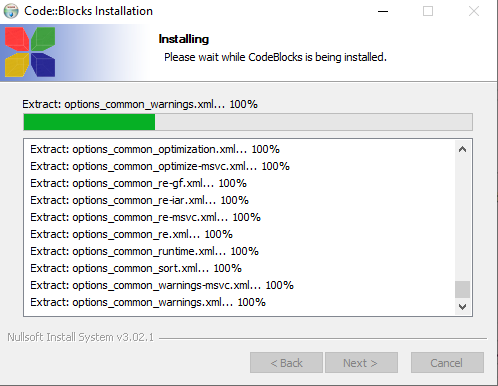 Code::Blocks Installation
Installing
Please wait while CodeBlocks is being installed.
Extract: options_common_warnings.xml... 100%
Extract: options_common_optimization.xml... 100%
Extract: options_common_optimize-msvc.xml... 100%
Extract: options_common_re-gf.xml... 100%
Extract: options_common_re-iar.xml... 100%
Extract: options_common_re-msvc.xml... 100%
Extract: options_common_re.xml... 100%
Extract: options_common_runtime.xml... 100%
Extract: options_common_sort.xml... 100%
Extract: options_common_warnings-msvc.xml... 100%
Extract: options_common_warnings.xml... 100%
Nullsoft Install System v3.02.1
< Back Next > Cancel